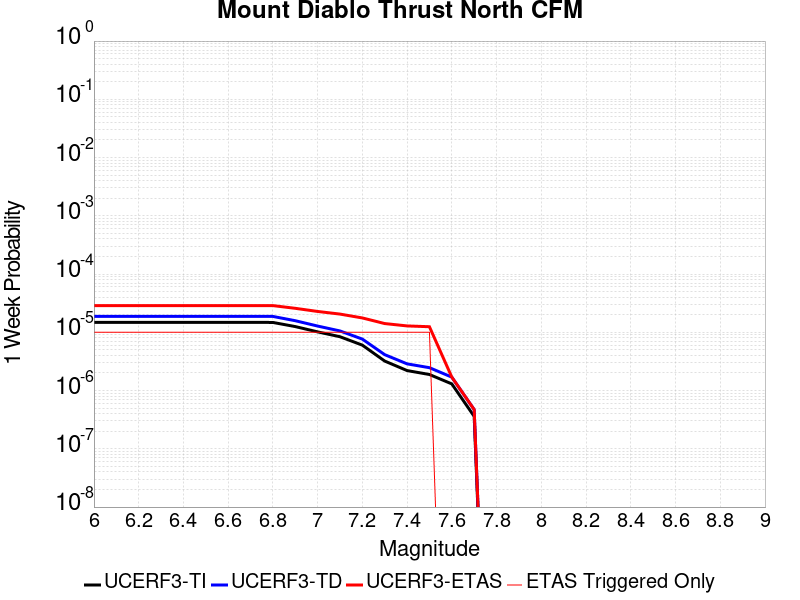 Mount Diablo Thrust North CFM
10^0
10^-1
10^-2
10^-3
10^-4
10^-5
10^-6
10^-7
10^-8
1 Week Probability
6 6.2 6.4 6.6 6.8 7 7.2 7.4 7.6 7.8 8 8.2 8.4 8.6 8.8 9
Magnitude
UCERF3-TI UCERF3-TD UCERF3-ETAS ETAS Triggered Only